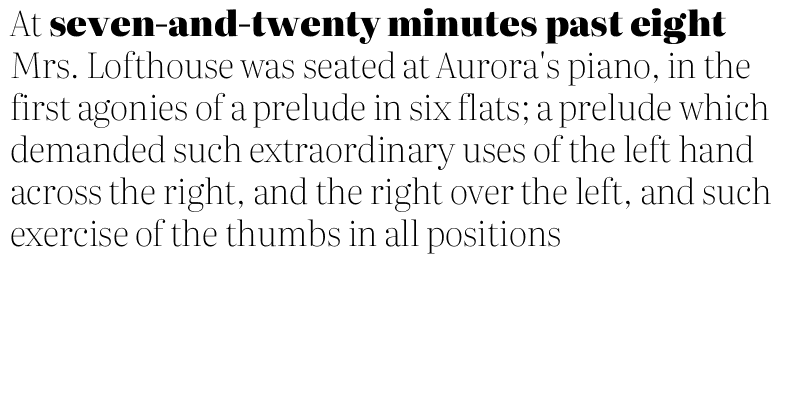 At seven-and-twenty minutes past eight
Mrs. Lofthouse was seated at Aurora's piano, in the
first agonies of a prelude in six flats; a prelude which
demanded such extraordinary uses of the left hand
across the right, and the right over the left, and such
exercise of the thumbs in all positions